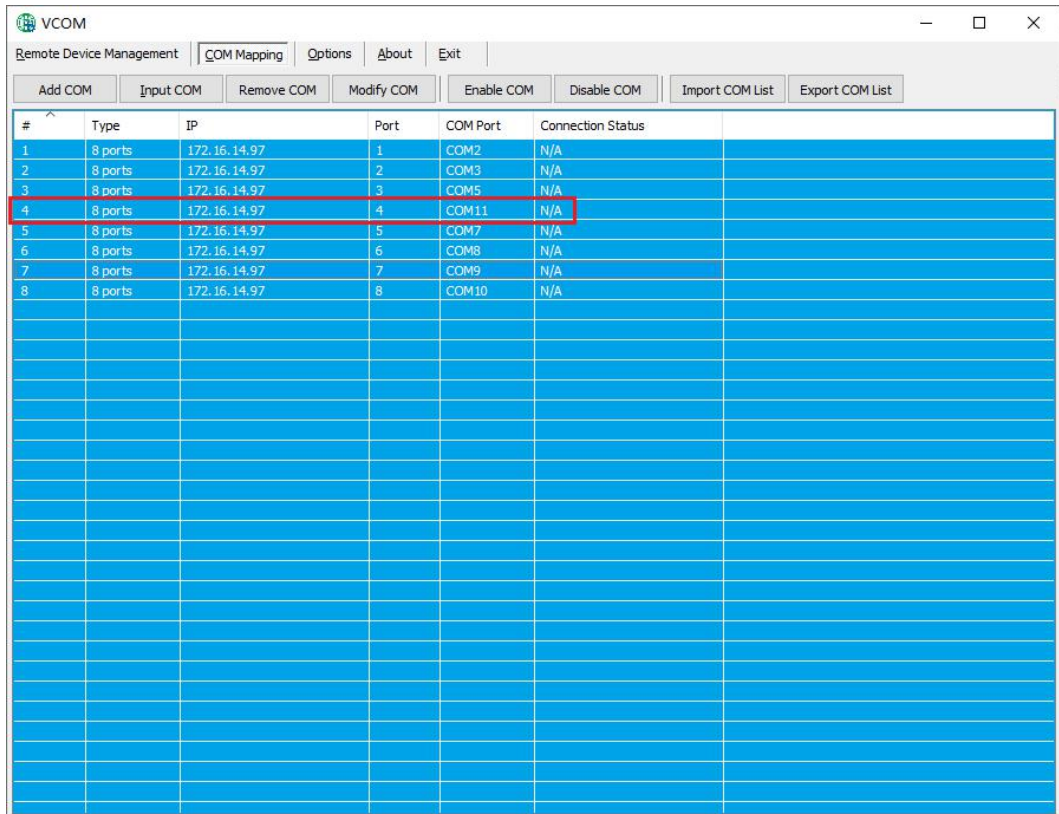 VCOM
Remote Device Management COM Mapping Options About Exit
Add COM Input COM Remove COM Modify COM Enable COM Disable COM Import COM List Export COM List
# Type IP Port COM Port Connection Status
1 8 ports 172.16.14.97 1 COM2 N/A
2 8 ports 172.16.14.97 2 COM3 N/A
3 8 ports 172.16.14.97 3 COM5 N/A
4 8 ports 172.16.14.97 4 COM11 N/A
5 8 ports 172.16.14.97 5 COM7 N/A
6 8 ports 172.16.14.97 6 COM8 N/A
7 8 ports 172.16.14.97 7 COM9 N/A
8 8 ports 172.16.14.97 8 COM10 N/A